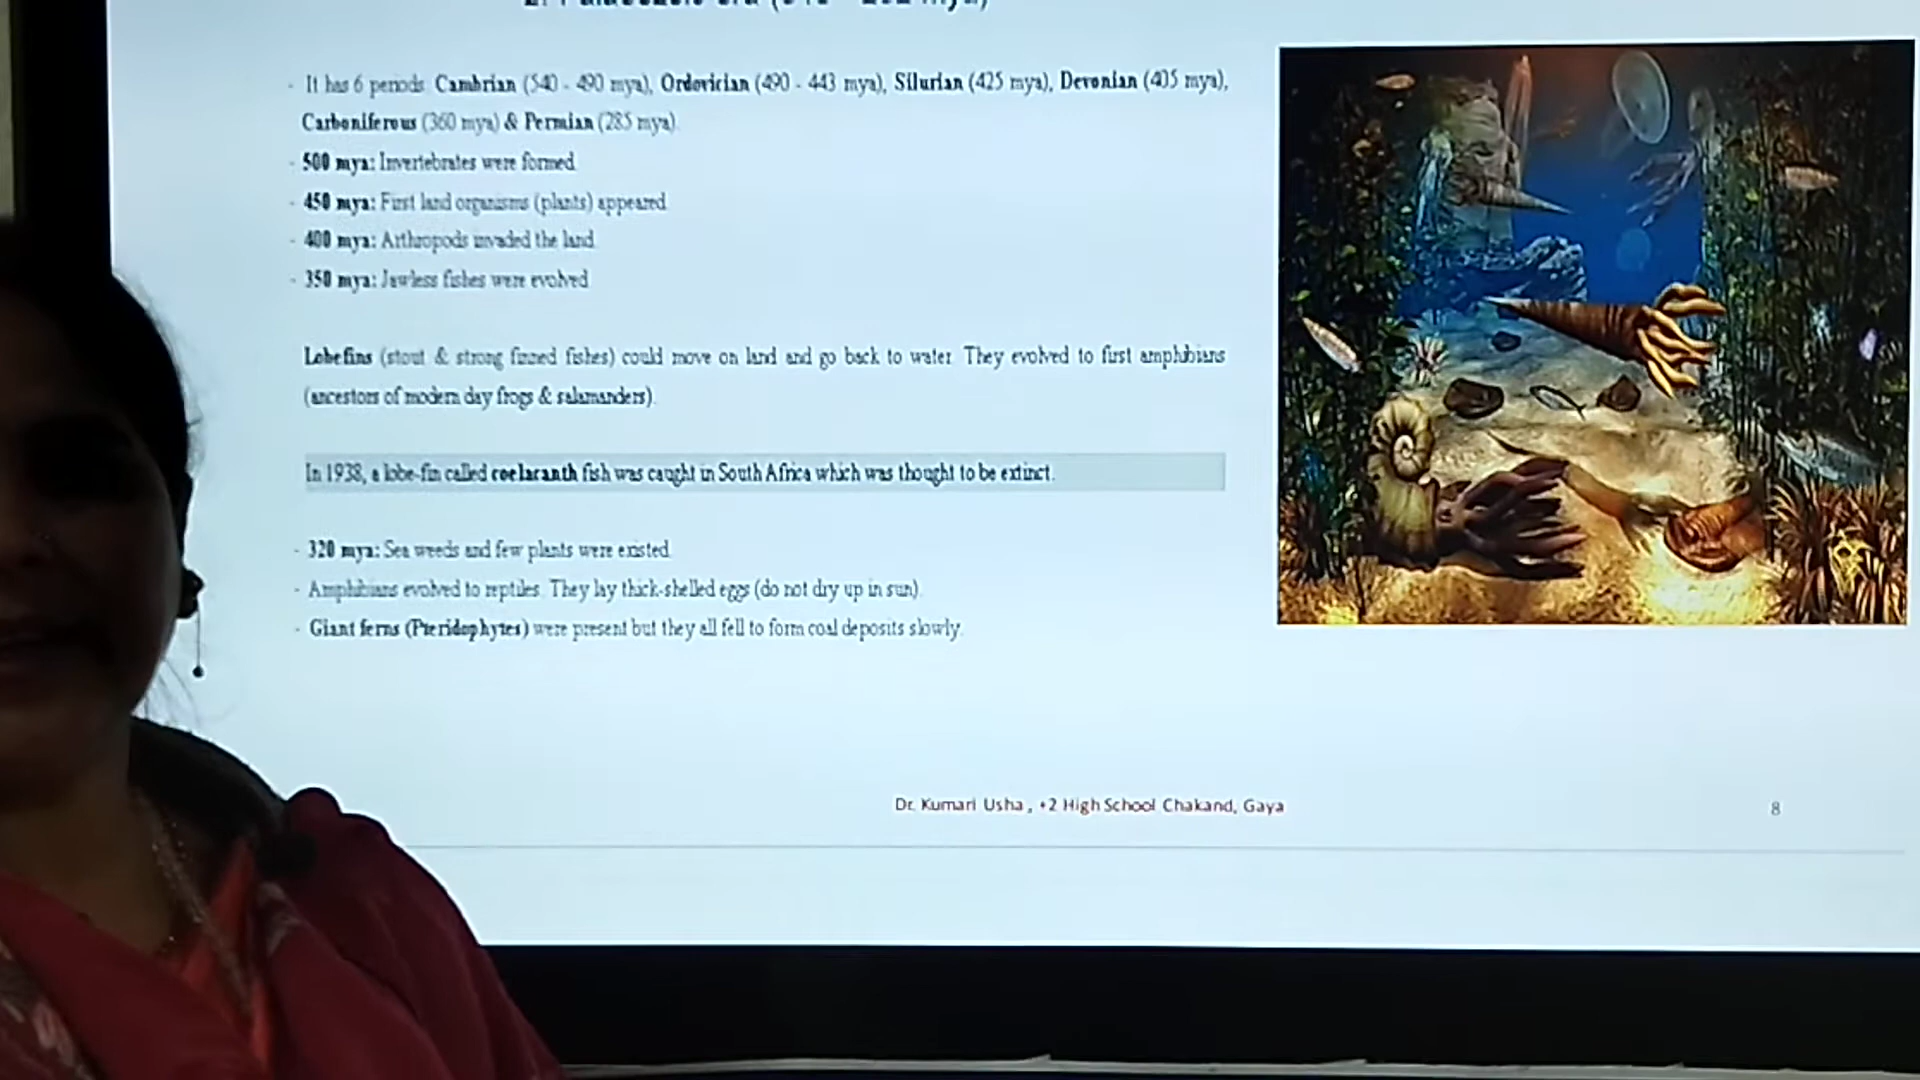 - It has 6 periods: Cambrian (540 - 490 mya), Ordovician (490 - 443 mya), Silurian (425 mya), Devonian (405 mya),
Carboniferous (360 mya) & Permian (285 mya).
- 500 mya: Invertebrates were formed.
- 450 mya: First land organisms (plants) appeared.
- 400 mya: Arthropods invaded the land.
- 350 mya: Jawless fishes were evolved.
Lobefins (stout & strong finned fishes) could move on land and go back to water. They evolved to first amphibians
(ancestors of modern day frogs & salamanders).
In 1938, a lobe-fin called coelacanth fish was caught in South Africa which was thought to be extinct.
- 320 mya: Sea weeds and few plants were existed.
- Amphibians evolved to reptiles. They lay thick-shelled eggs (do not dry up in sun).
- Giant ferns (Pteridophytes) were present but they all fell to form coal deposits slowly.
Dr. Kumari Usha , +2 High School Chakand, Gaya
8